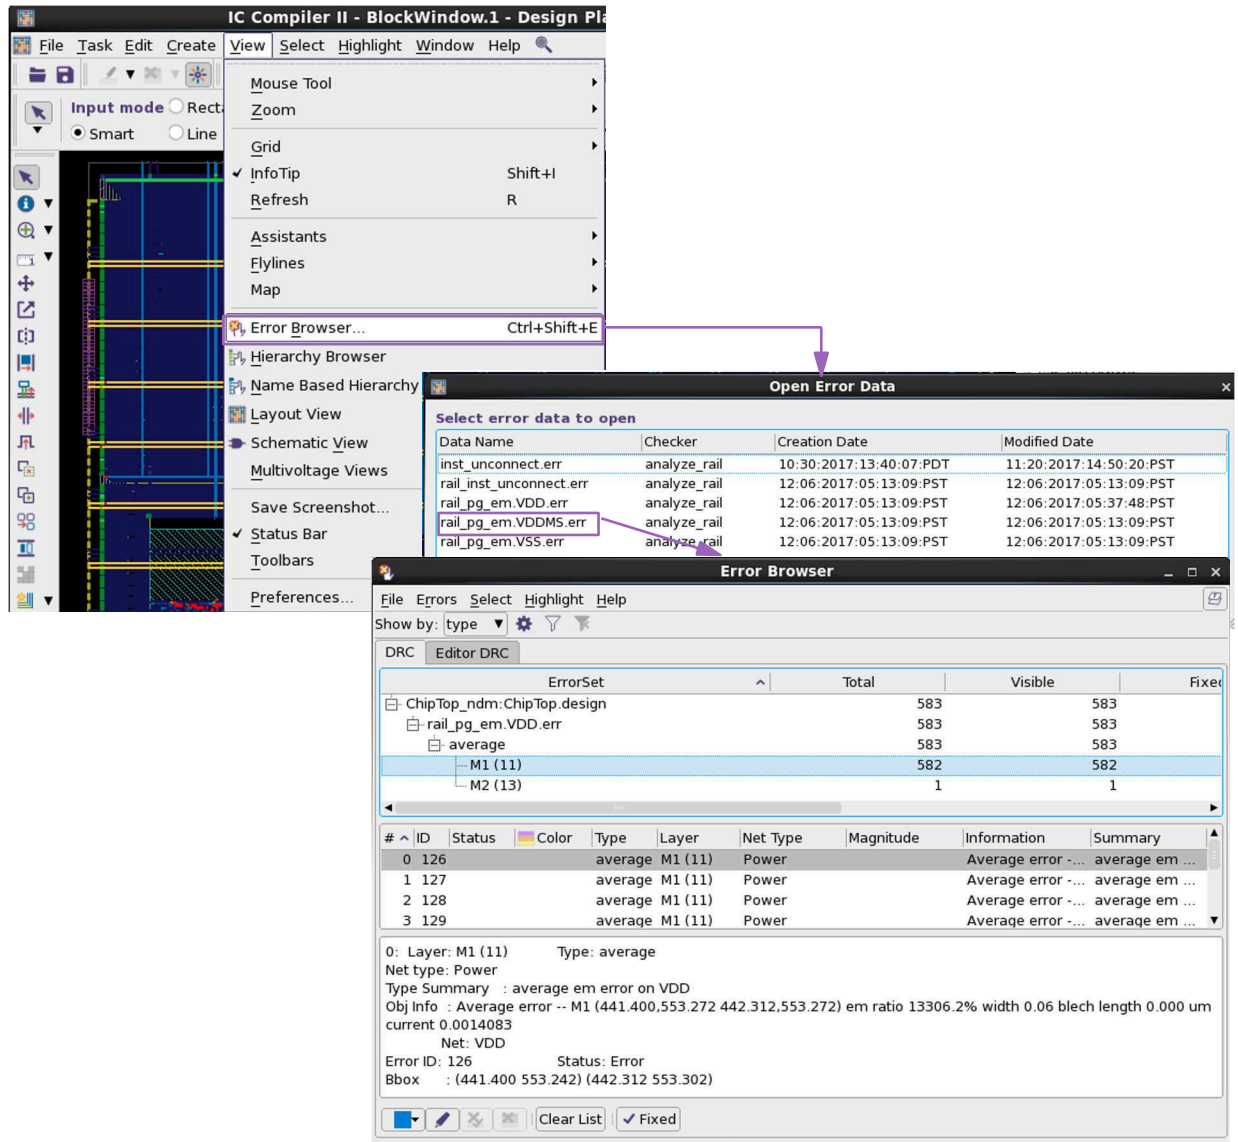 IC Compiler II - BlockWindow.1 - Design Pla
File Task Edit Create View Select Highlight Window Help
Input mode Recta
Smart Line
Mouse Tool
Zoom
Grid
InfoTip Shift+I
Refresh R
Assistants
Flylines
Map
Error Browser... Ctrl+Shift+E
Hierarchy Browser
Name Based Hierarchy
Layout View
Schematic View
Multivoltage Views
Save Screenshot...
Status Bar
Toolbars
Preferences...
Open Error Data
Select error data to open
Data Name Checker Creation Date Modified Date
inst_unconnect.err analyze_rail 10:30:2017:13:40:07:PDT 11:20:2017:14:50:20:PST
rail_inst_unconnect.err analyze_rail 12:06:2017:05:13:09:PST 12:06:2017:05:13:09:PST
rail_pg_em.VDD.err analyze_rail 12:06:2017:05:13:09:PST 12:06:2017:05:37:48:PST
rail_pg_em.VDDMS.err analyze_rail 12:06:2017:05:13:09:PST 12:06:2017:05:13:09:PST
rail_pg_em.VSS.err analyze_rail 12:06:2017:05:13:09:PST 12:06:2017:05:13:09:PST
Error Browser
File Errors Select Highlight Help
Show by: type
DRC Editor DRC
ErrorSet Total Visible Fixed
ChipTop_ndm:ChipTop.design 583 583
rail_pg_em.VDD.err 583 583
average 583 583
M1 (11) 582 582
M2 (13) 1 1
# ID Status Color Type Layer Net Type Magnitude Information Summary
0 126 average M1 (11) Power Average error -... average em ...
1 127 average M1 (11) Power Average error -... average em ...
2 128 average M1 (11) Power Average error -... average em ...
3 129 average M1 (11) Power Average error -... average em ...
0: Layer: M1 (11) Type: average
Net type: Power
Type Summary : average em error on VDD
Obj Info : Average error -- M1 (441.400,553.272 442.312,553.272) em ratio 13306.2% width 0.06 blech length 0.000 um
current 0.0014083
Net: VDD
Error ID: 126 Status: Error
Bbox : (441.400 553.242) (442.312 553.302)
Clear List Fixed